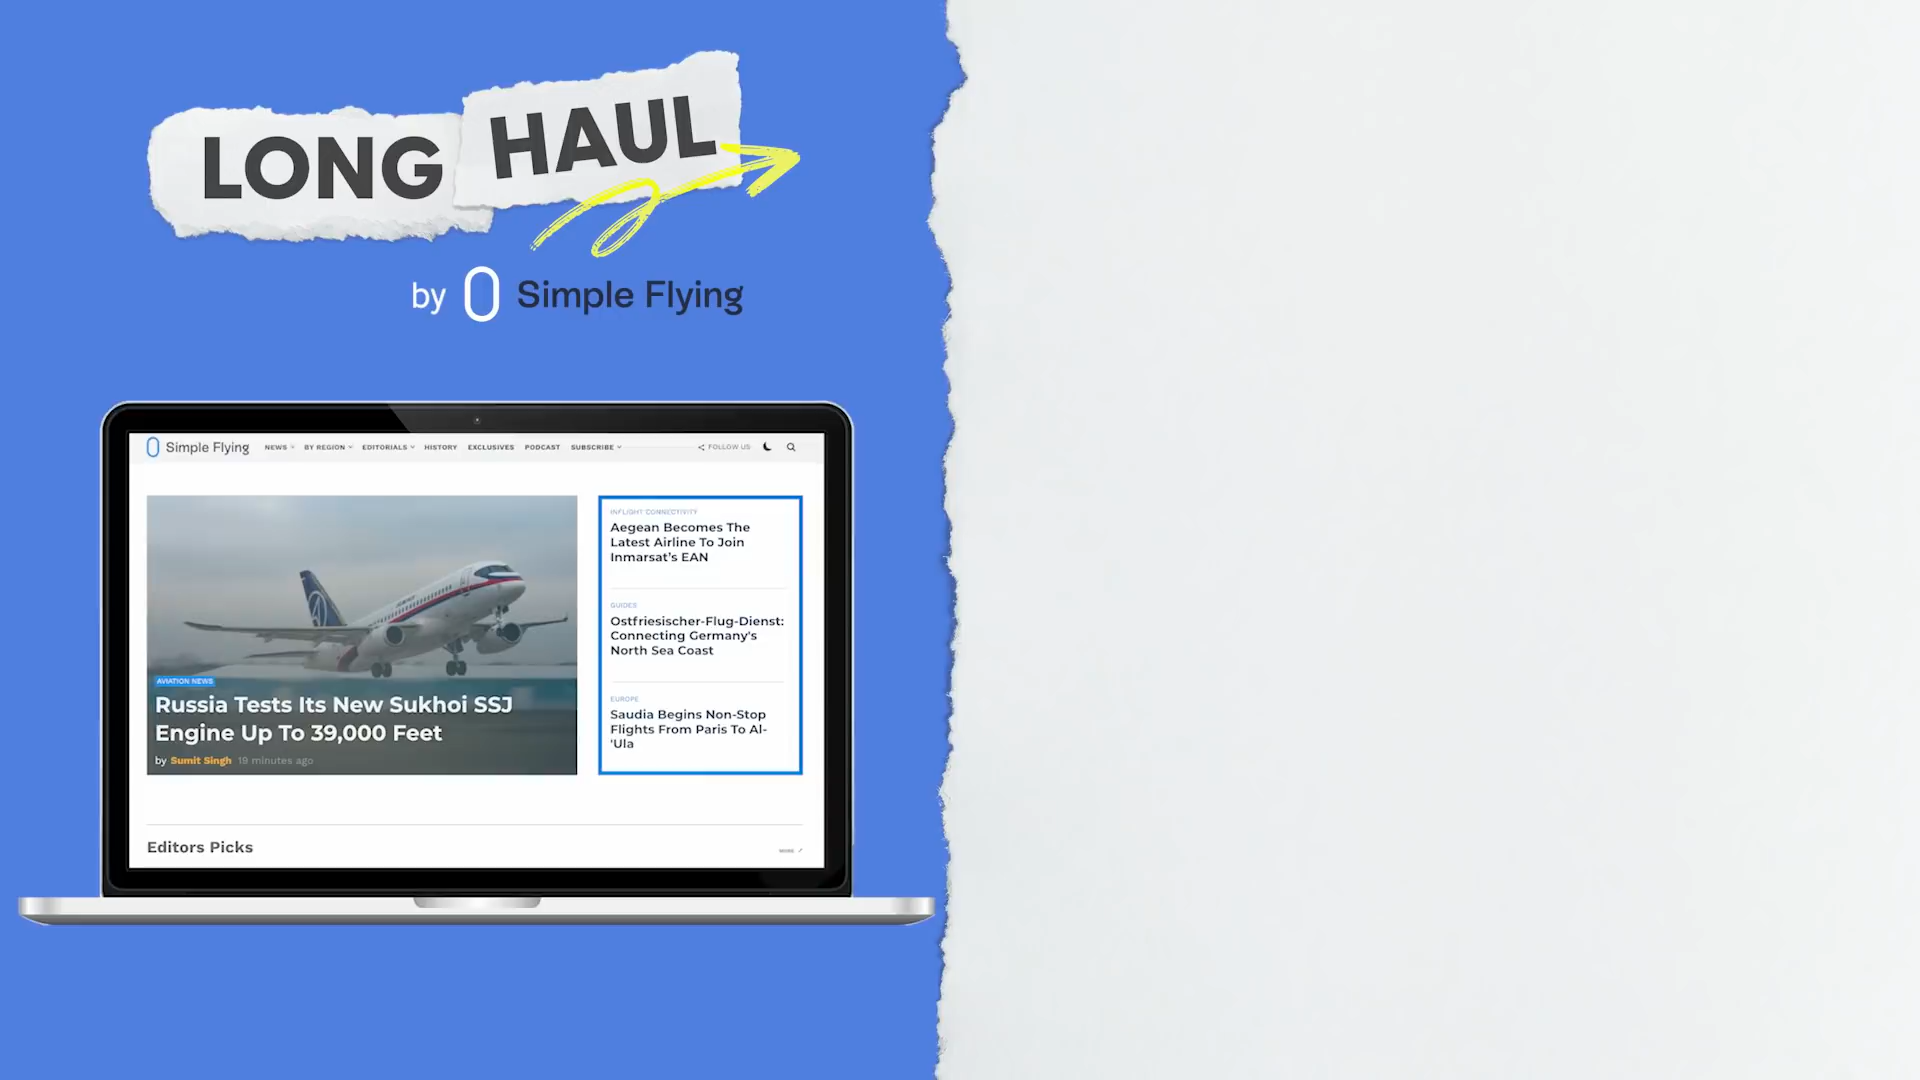 LONG HAUL
by Simple Flying
Simple Flying NEWS BY REGION EDITORIALS HISTORY EXCLUSIVES PODCAST SUBSCRIBE FOLLOW US
AVIATION NEWS
Russia Tests Its New Sukhoi SSJ
Engine Up To 39,000 Feet
by Sumit Singh 19 minutes ago
INFLIGHT CONNECTIVITY
Aegean Becomes The
Latest Airline To Join
Inmarsat's EAN
GUIDES
Ostfriesischer-Flug-Dienst:
Connecting Germany's
North Sea Coast
EUROPE
Saudia Begins Non-Stop
Flights From Paris To Al-
'Ula
Editors Picks
MORE